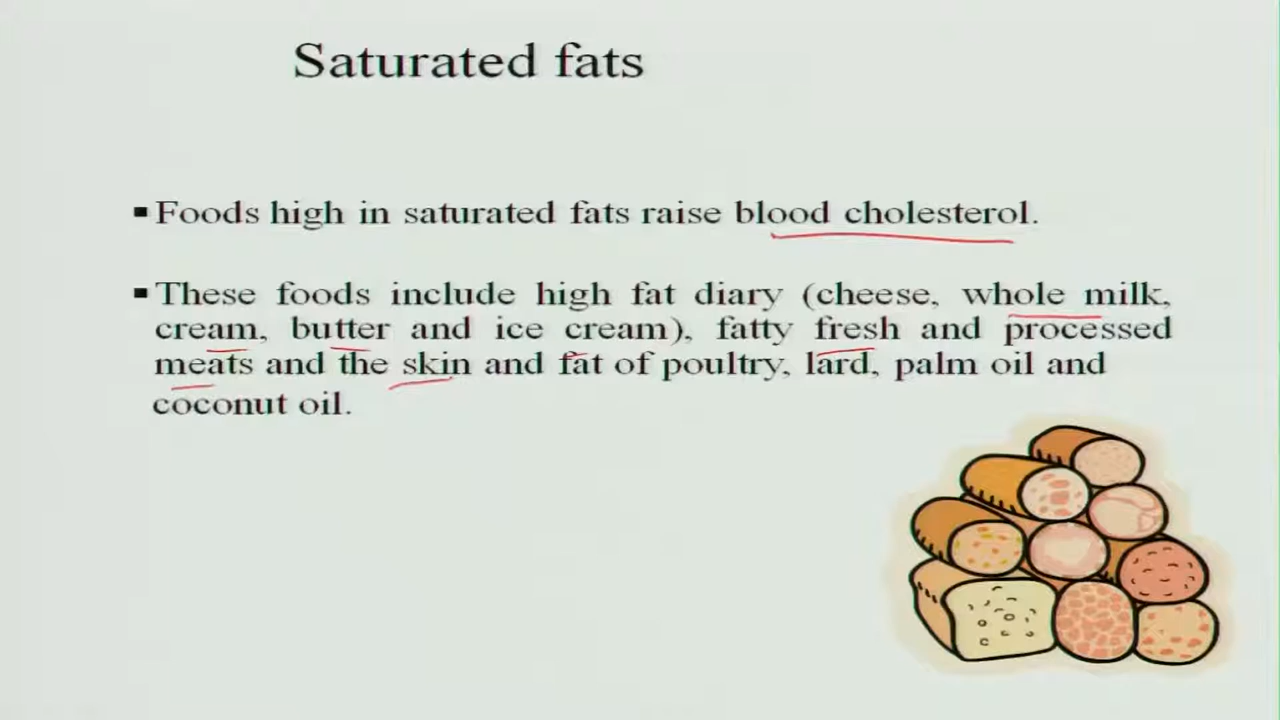 Saturated fats
▪Foods high in saturated fats raise blood cholesterol.
▪These foods include high fat diary (cheese, whole milk,
cream, butter and ice cream), fatty fresh and processed
meats and the skin and fat of poultry, lard, palm oil and
coconut oil.